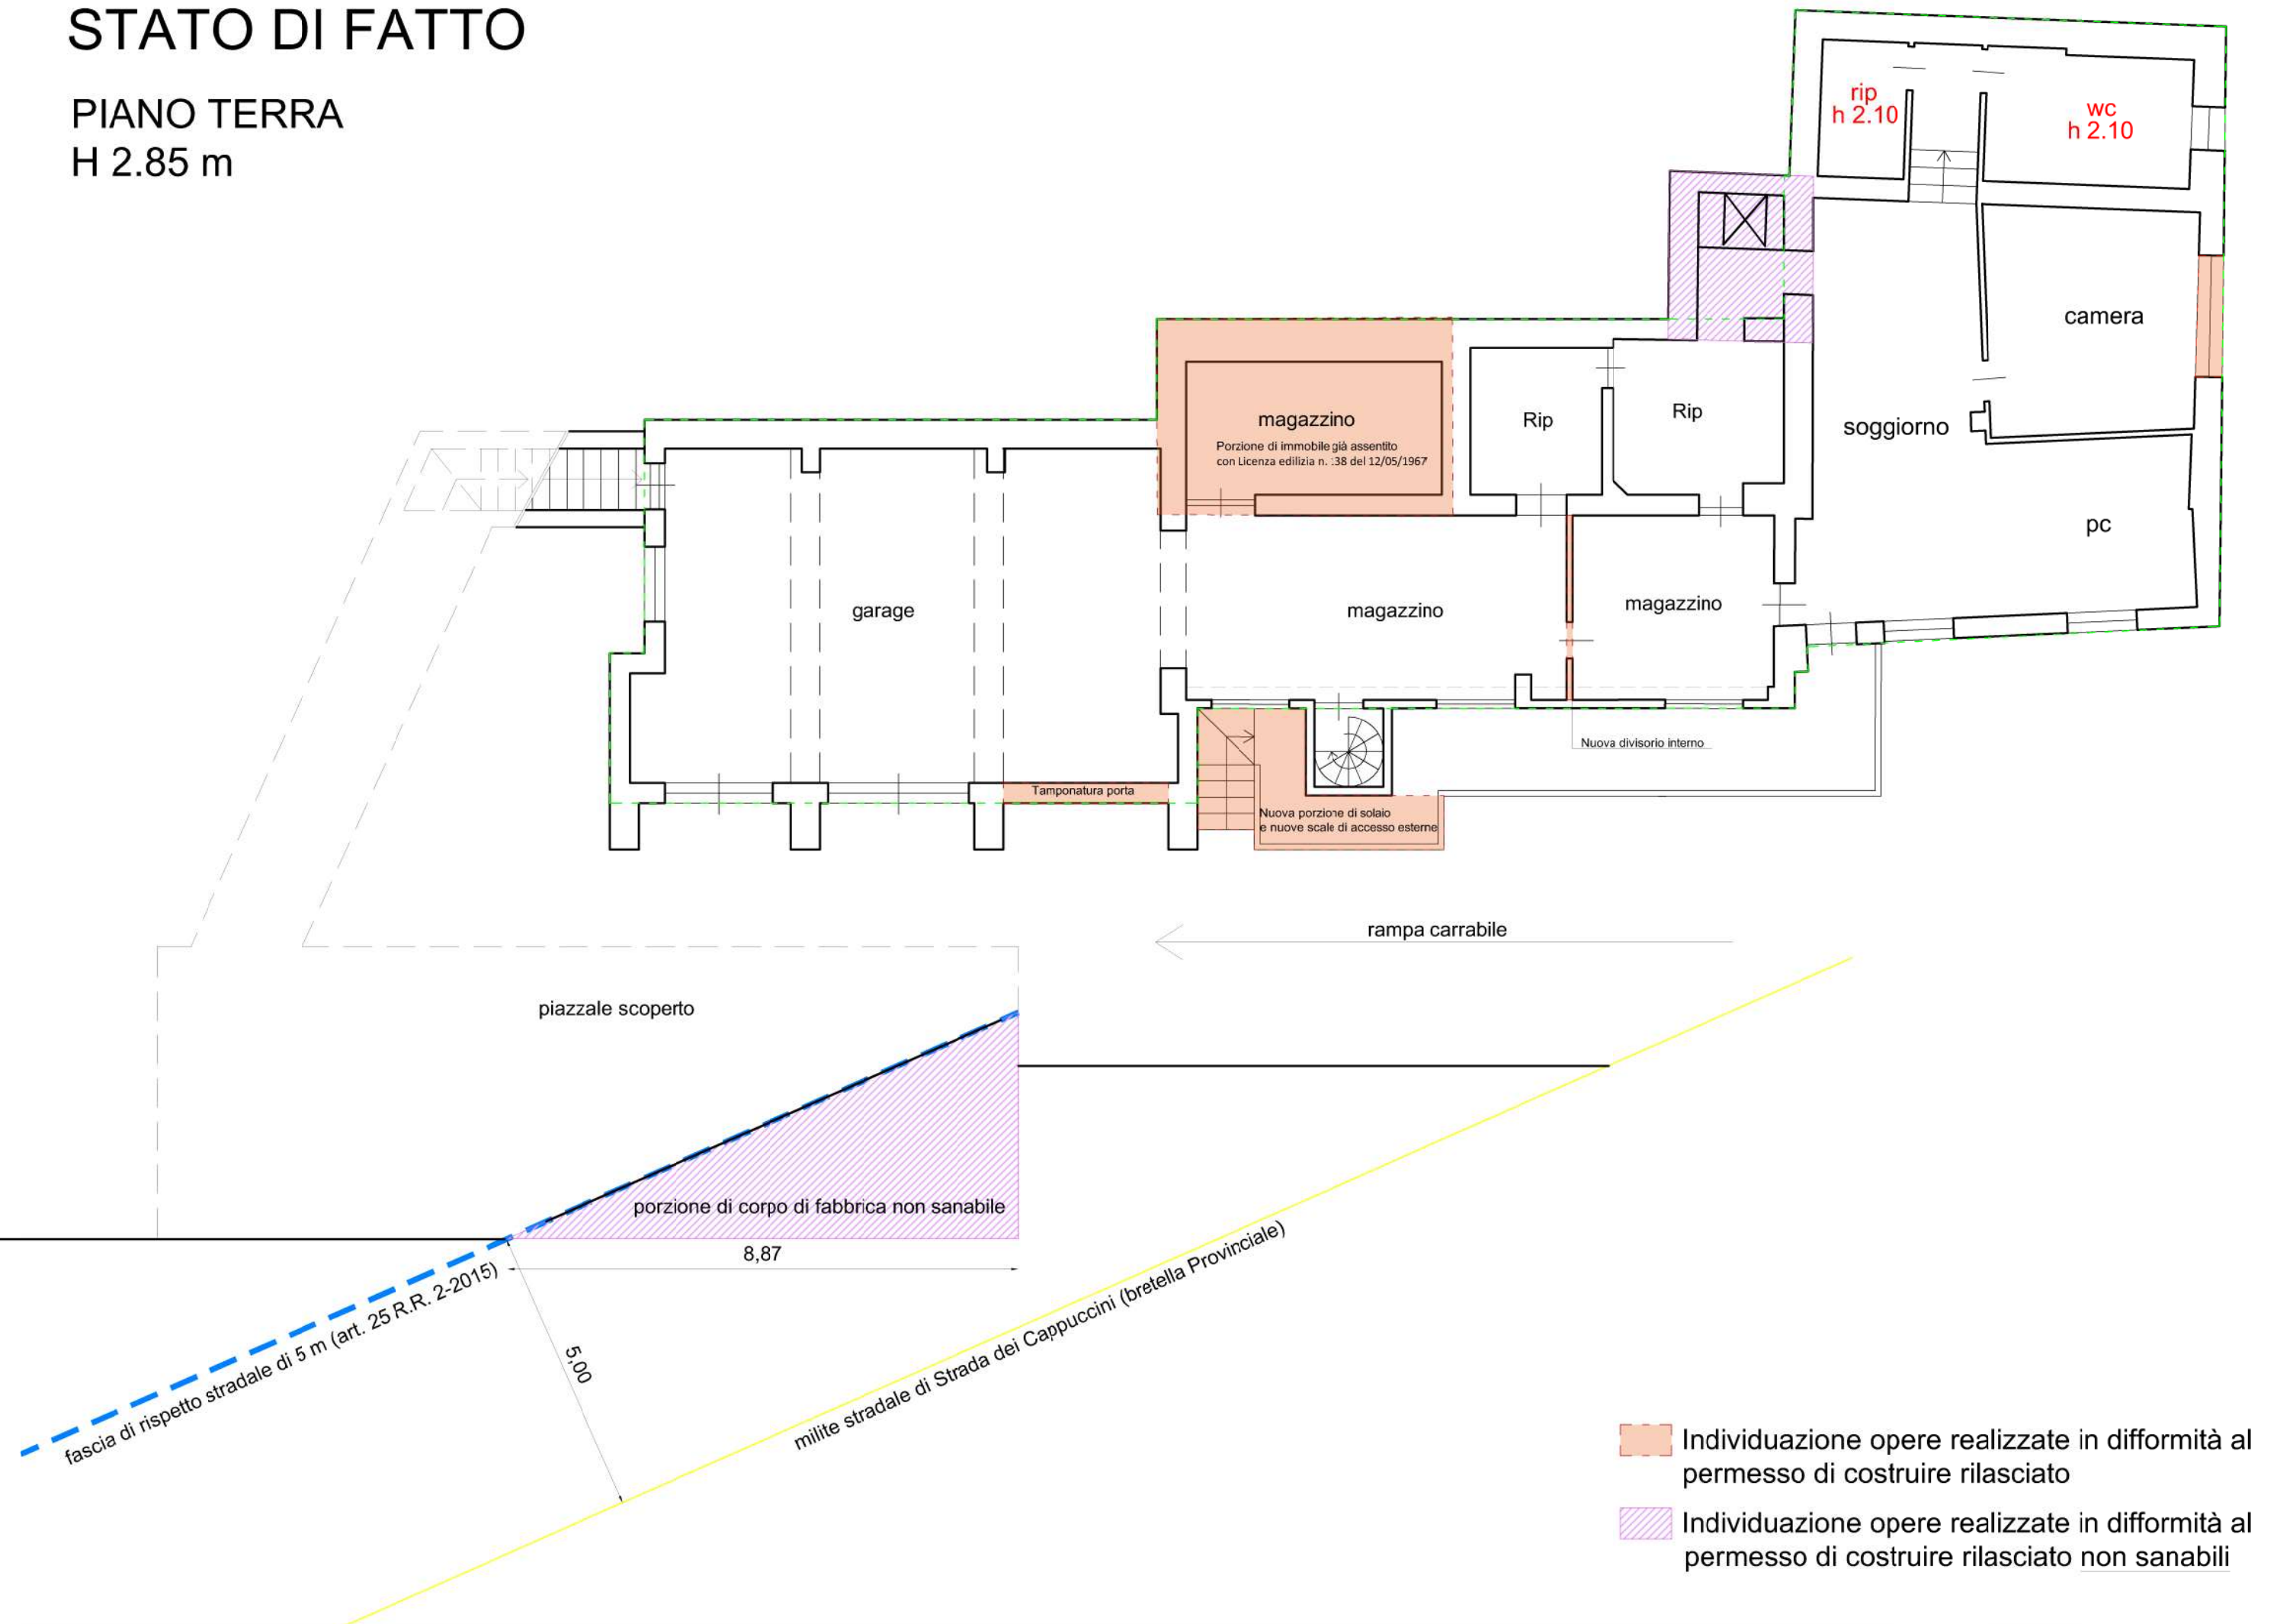 STATO DI FATTO
PIANO TERRA
H 2.85 m
rip
h 2.10
wc
h 2.10
camera
soggiorno
pc
magazzino
Porzione di immobile già assentito
con Licenza edilizia n. :38 del 12/05/1967
Rip
Rip
garage
magazzino
magazzino
Nuova divisorio interno
Tamponatura porta
Nuova porzione di solaio
e nuove scale di accesso esterne
rampa carrabile
piazzale scoperto
porzione di corpo di fabbrica non sanabile
8,87
5,00
fascia di rispetto stradale di 5 m (art. 25 R.R. 2-2015)
milite stradale di Strada dei Cappuccini (bretella Provinciale)
Individuazione opere realizzate in difformità al
permesso di costruire rilasciato
Individuazione opere realizzate in difformità al
permesso di costruire rilasciato non sanabili